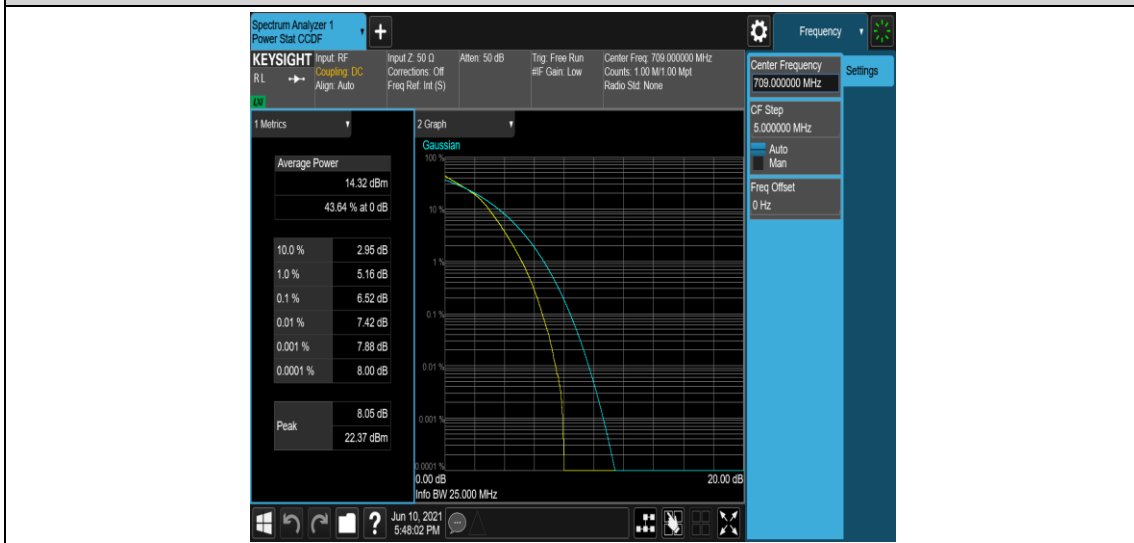 Spectrum Analyzer 1
Power Stat CCDF
+
Frequency
KEYSIGHT
RL
LXI
Input: RF
Coupling: DC
Align: Auto
Input Z: 50 Ω
Corrections: Off
Freq Ref: Int (S)
Atten: 50 dB
Trig: Free Run
#IF Gain: Low
Center Freq: 709.000000 MHz
Counts: 1.00 M/1.00 Mpt
Radio Std: None
Center Frequency
709.000000 MHz
Settings
CF Step
5.000000 MHz
Auto
Man
Freq Offset
0 Hz
1 Metrics
Average Power
14.32 dBm
43.64 % at 0 dB
10.0 % 2.95 dB
1.0 % 5.16 dB
0.1 % 6.52 dB
0.01 % 7.42 dB
0.001 % 7.88 dB
0.0001 % 8.00 dB
Peak
8.05 dB
22.37 dBm
2 Graph
Gaussian
100 %
10 %
1 %
0.1 %
0.01 %
0.001 %
0.0001 %
0.00 dB 20.00 dB
Info BW 25.000 MHz
?
Jun 10, 2021
5:48:02 PM